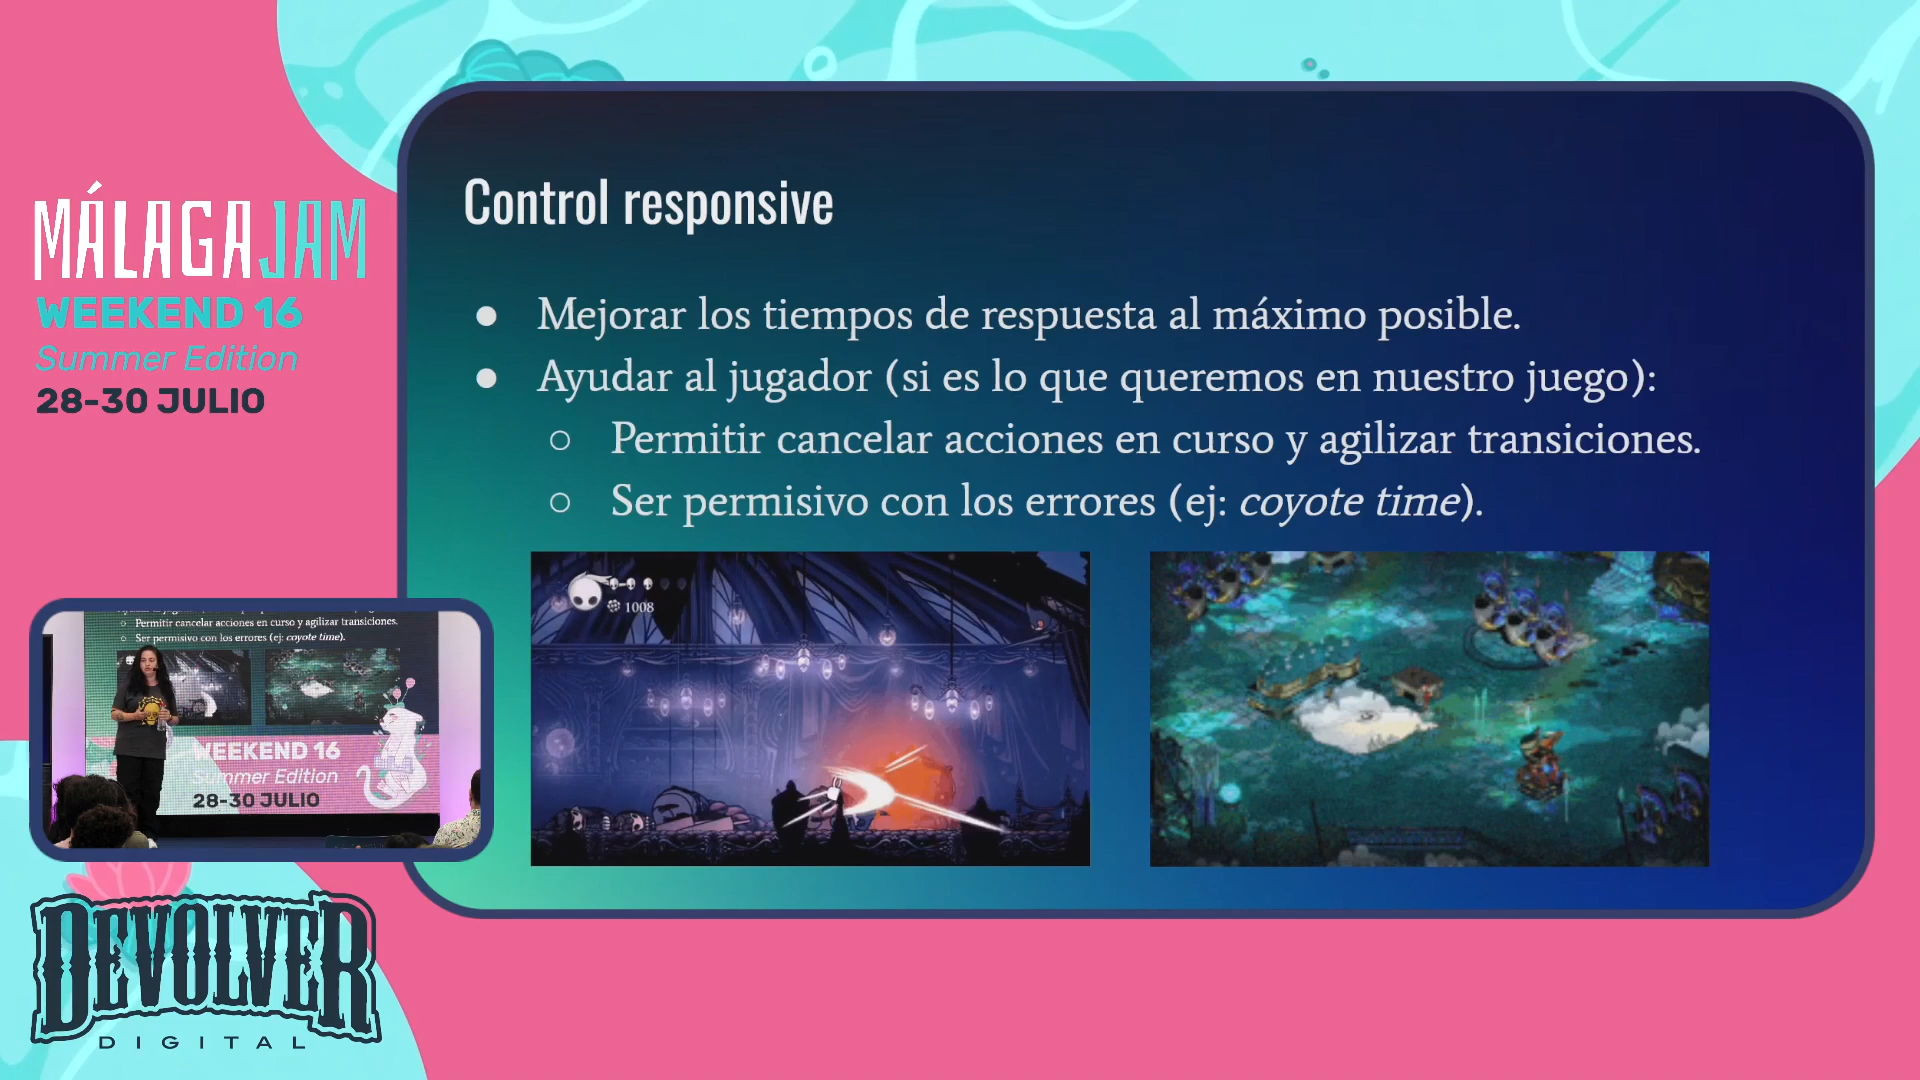 MÁLAGAJAM
WEEKEND 16
Summer Edition
28-30 JULIO
Control responsive
● Mejorar los tiempos de respuesta al máximo posible.
● Ayudar al jugador (si es lo que queremos en nuestro juego):
○ Permitir cancelar acciones en curso y agilizar transiciones.
○ Ser permisivo con los errores (ej: coyote time).
1008
○ Permitir cancelar acciones en curso y agilizar transiciones.
○ Ser permisivo con los errores (ej: coyote time).
WEEKEND 16
Summer Edition
28-30 JULIO
DEVOLVER
DIGITAL